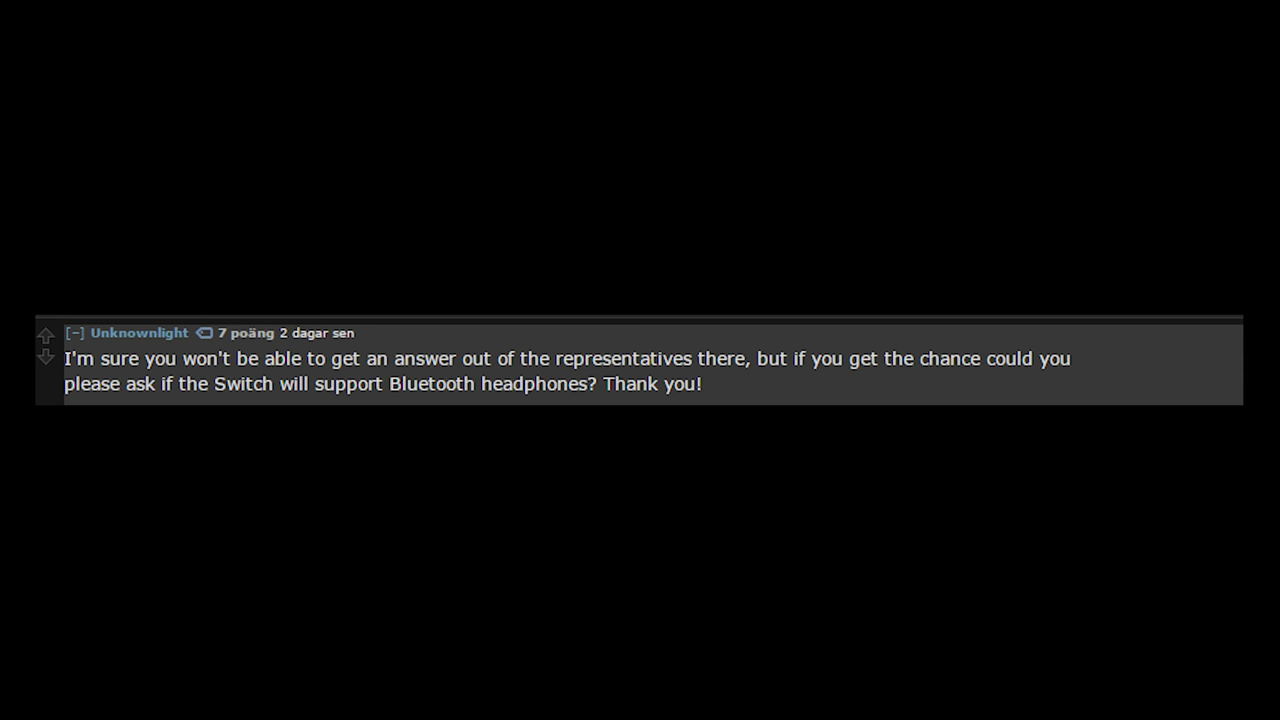 [−] Unknownlight 7 poäng 2 dagar sen
I'm sure you won't be able to get an answer out of the representatives there, but if you get the chance could you
please ask if the Switch will support Bluetooth headphones? Thank you!